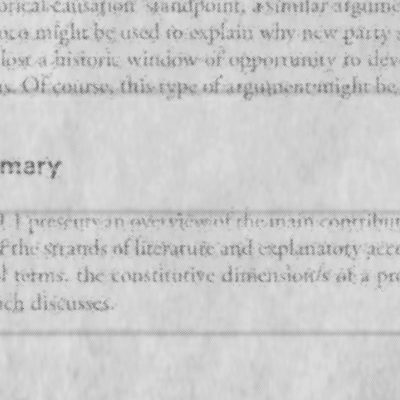 orical-causation standpoint, a similar argume
nco might be used to explain why new party s
lost a historic window of opportunity to dev
s. Of course, this type of argument might be
mary
1.1 presents an overview of the main contribut
f the strands of literature and explanatory acco
l terms, the constitutive dimension/s of a pro
ach discusses.